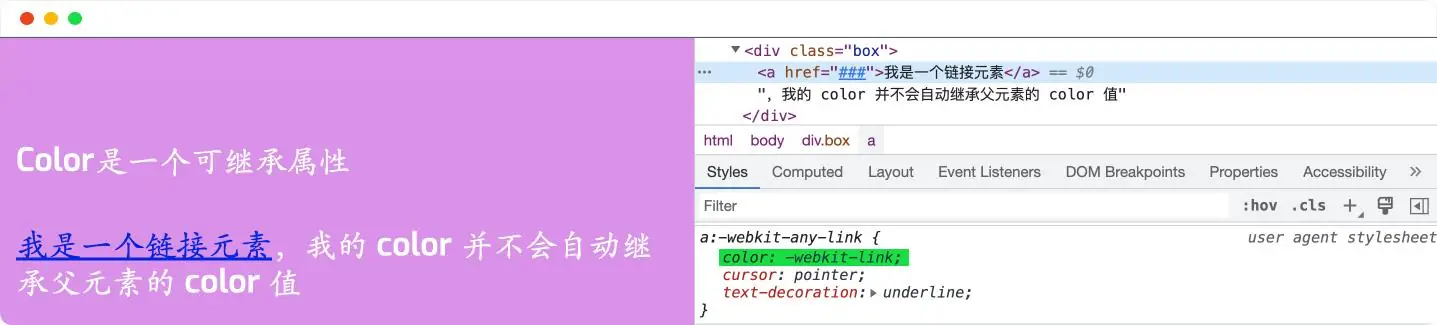 Color是一个可继承属性
我是一个链接元素，我的 color 并不会自动继
承父元素的 color 值
<div class="box">
<a href="###">我是一个链接元素</a> == $0
"，我的 color 并不会自动继承父元素的 color 值"
</div>
html body div.box a
Styles Computed Layout Event Listeners DOM Breakpoints Properties Accessibility »
Filter :hov .cls
a:-webkit-any-link { user agent stylesheet
color: -webkit-link;
cursor: pointer;
text-decoration: underline;
}